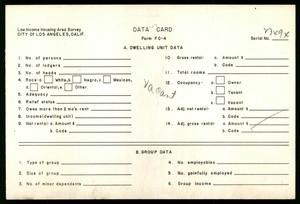 Low Income Housing Area Survey
CITY OF LOS ANGELES, CALIF.
DATA CARD
Form FC-4
Serial No.
A. DWELLING UNIT DATA
1. No. of persons
2. No. of lodgers
3. No. of heads
4. Race: a White, b Negro, c Mexican,
d Oriental, e Other.
5. Adequacy
6. Relief status
7. Owes more than 2 mo's rent
8. Income (dwelling unit)
9. Net rental: a. Amount $
b. Code
Vacant
10. Gross rental: a. Amount $
b. Code
11. Total rooms
12. Occupancy: a Owner
b Tenant
c Vacant
13. Adj. net rental: a. Amount $
b. Code
14. Adj. gross rental: a. Amount $
b. Code
B. GROUP DATA
1. Type of group
2. Size of group
3. No. of minor dependents
4. No. employables
5. No. gainfully employed
6. Group income